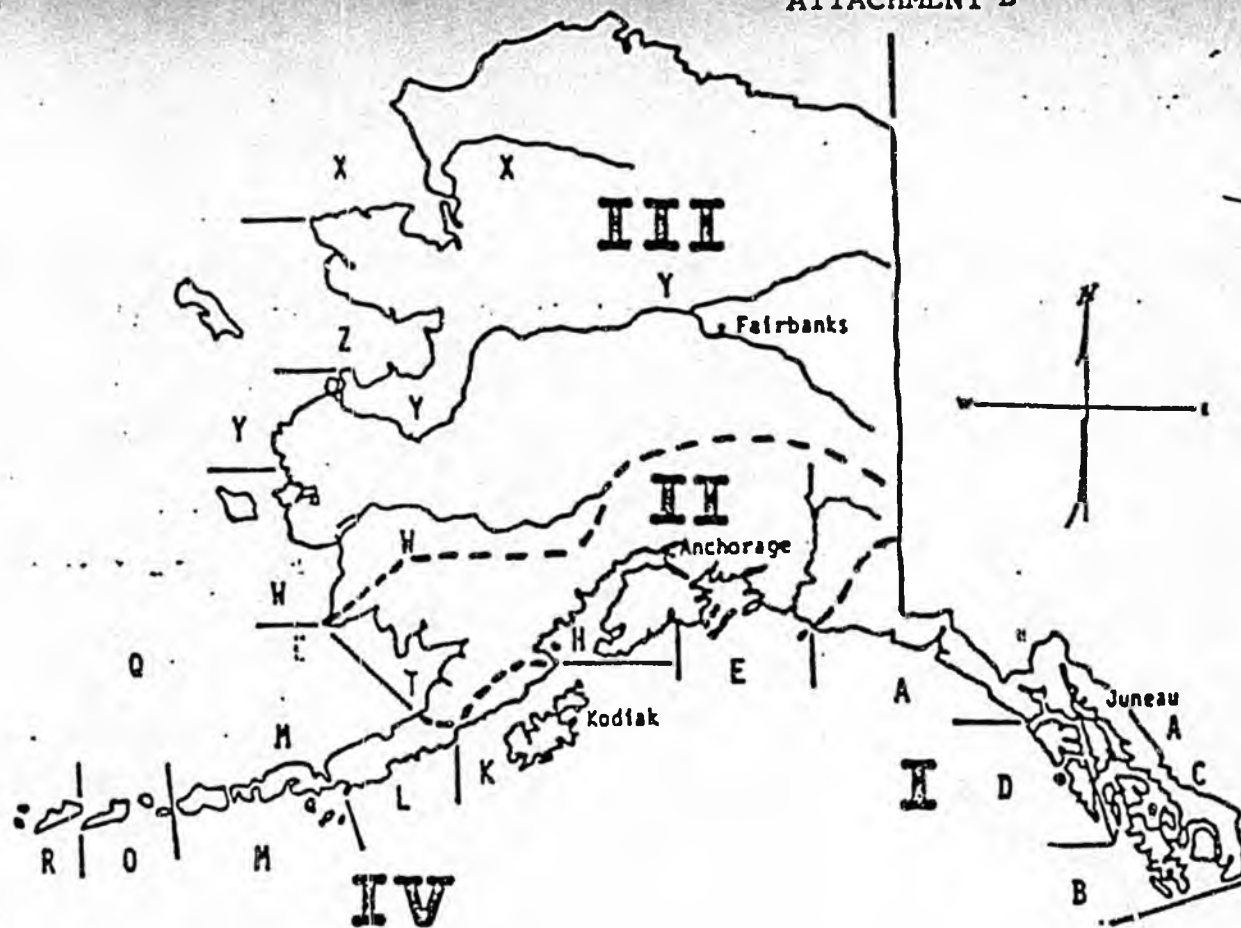 ATTACHMENT B
X X
III
Y
Fairbanks
N
Z
W E
Y
Y
II
W
Anchorage
W
H
Q
E
T
A
Kodiak
Juneau
M
A
K
I
D
C
L
R O M
B
IV